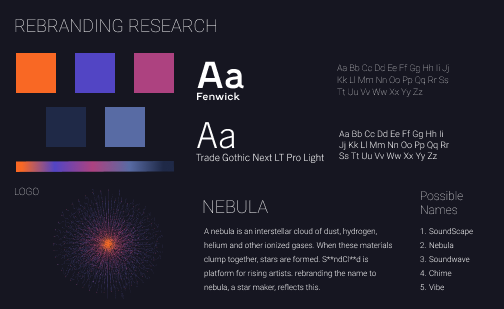 REBRANDING RESEARCH
Aa
Fenwick
Aa Bb Cc Dd Ee Ff Gg Hh Ii Jj
Kk Ll Mm Nn Oo Pp Qq Rr Ss
Tt Uu Vv Ww Xx Yy Zz
Aa
Trade Gothic Next LT Pro Light
Aa Bb Cc Dd Ee Ff Gg Hh Ii
Jj Kk Ll Mm Nn Oo Pp Qq Rr
Ss Tt Uu Vv Ww Xx Yy Zz
LOGO
NEBULA
A nebula is an interstellar cloud of dust, hydrogen,
helium and other ionized gases. When these materials
clump together, stars are formed. S**ndCl**d is
platform for rising artists. rebranding the name to
nebula, a star maker, reflects this.
Possible
Names
1. SoundScape
2. Nebula
3. Soundwave
4. Chime
5. Vibe